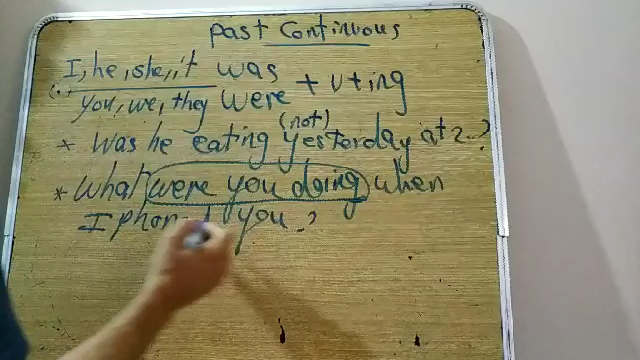 past Continuous
I, he, she, it was
you, we, they were + V+ing
(not)
* was he eating yesterday at 2..?
* what were you doing when
I phoned you ?